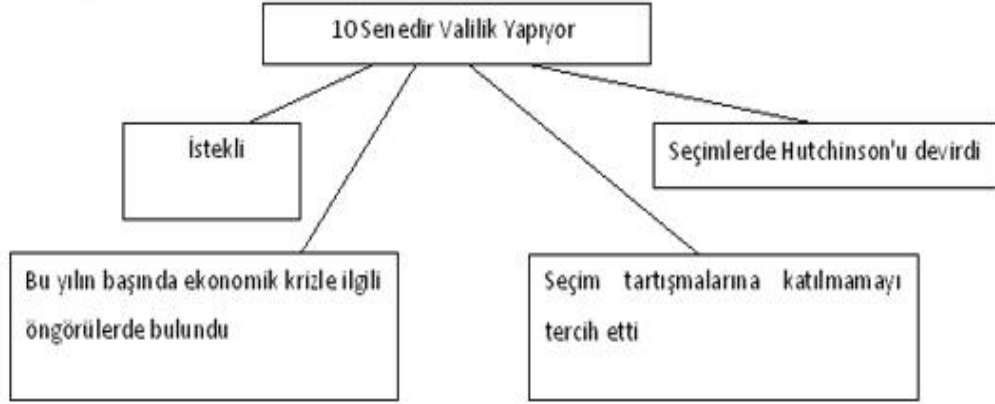 10 Senedir Valilik Yapıyor
İstekli
Seçimlerde Hutchinson'u devirdi
Bu yılın başında ekonomik krizle ilgili
öngörülerde bulundu
Seçim tartışmalarına katılmamayı
tercih etti